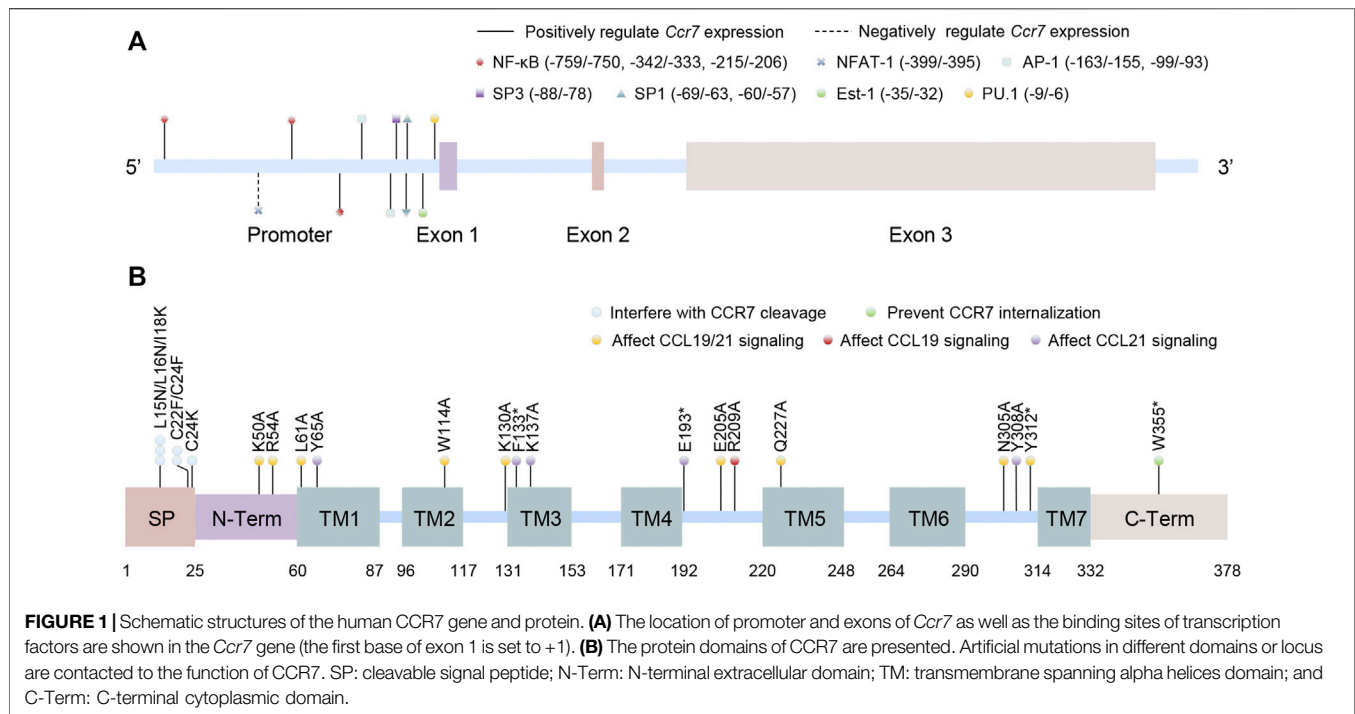 A
Positively regulate Ccr7 expression Negatively regulate Ccr7 expression
NF-κB (-759/-750, -342/-333, -215/-206) NFAT-1 (-399/-395) AP-1 (-163/-155, -99/-93)
SP3 (-88/-78) SP1 (-69/-63, -60/-57) Est-1 (-35/-32) PU.1 (-9/-6)
5’ 3’
Promoter Exon 1 Exon 2 Exon 3
B
Interfere with CCR7 cleavage Prevent CCR7 internalization
Affect CCL19/21 signaling Affect CCL19 signaling Affect CCL21 signaling
L15N/L16N/18K C22F/C24F C24K K50A R54A L61A Y65A W114A K130A F133* K137A E193* E205A R209A Q227A N305A Y308A Y312* W355*
SP N-Term TM1 TM2 TM3 TM4 TM5 TM6 TM7 C-Term
1 25 60 87 96 117 131 153 171 192 220 248 264 290 314 332 378
FIGURE 1 | Schematic structures of the human CCR7 gene and protein. (A) The location of promoter and exons of Ccr7 as well as the binding sites of transcription
factors are shown in the Ccr7 gene (the first base of exon 1 is set to +1). (B) The protein domains of CCR7 are presented. Artificial mutations in different domains or locus
are contacted to the function of CCR7. SP: cleavable signal peptide; N-Term: N-terminal extracellular domain; TM: transmembrane spanning alpha helices domain; and
C-Term: C-terminal cytoplasmic domain.